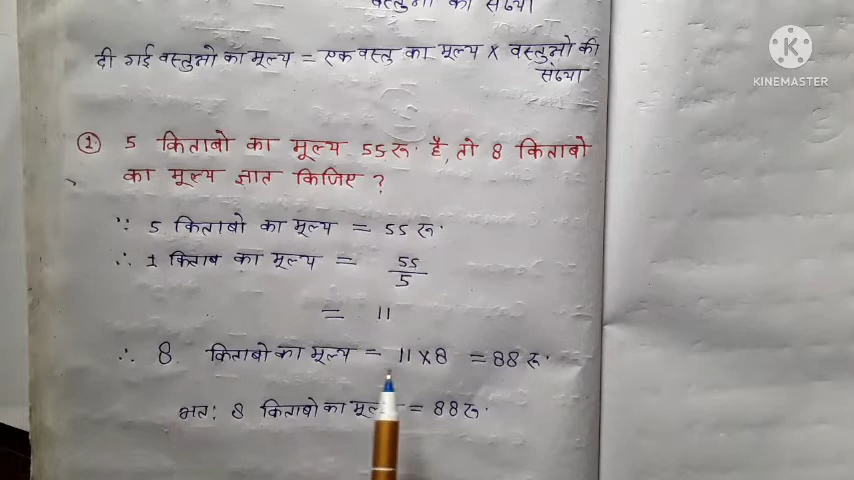 वस्तुओ की संख्या
दी गई वस्तुओ का मूल्य = एक वस्तु का मूल्य x वस्तुओ की
संख्या
KINEMASTER
① 5 किताबो का मूल्य 55 रू. है, तो 8 किताबो
का मूल्य ज्ञात किजिए ?
∵ 5 किताबो का मूल्य = 55 रू.
∴ 1 किताब का मूल्य = 55/5
= 11
∴ 8 किताबो का मूल्य = 11 x 8 = 88 रू.
अत: 8 किताबो का मूल्य = 88 रू.